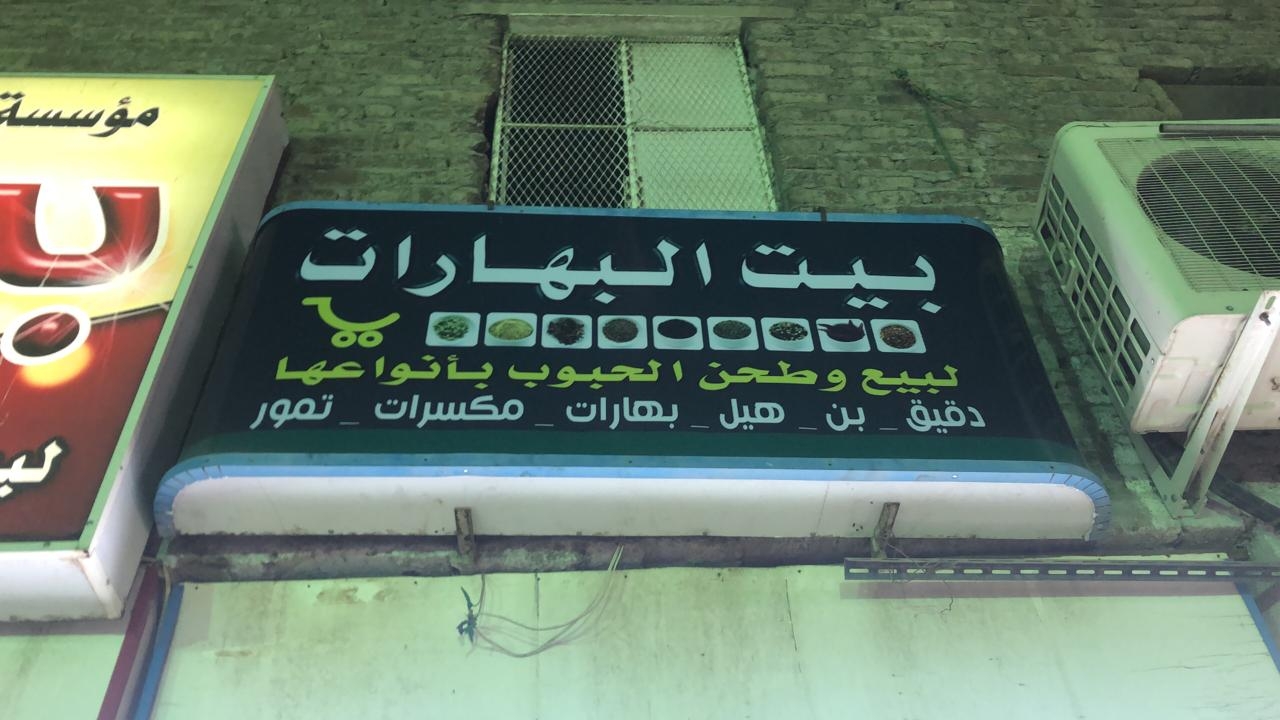 بيت البهارات
لبيع وطحن الحبوب بأنواعها
دقيق _ بن _ هيل _ بهارات _ مكسرات _ تمور
مؤسسة